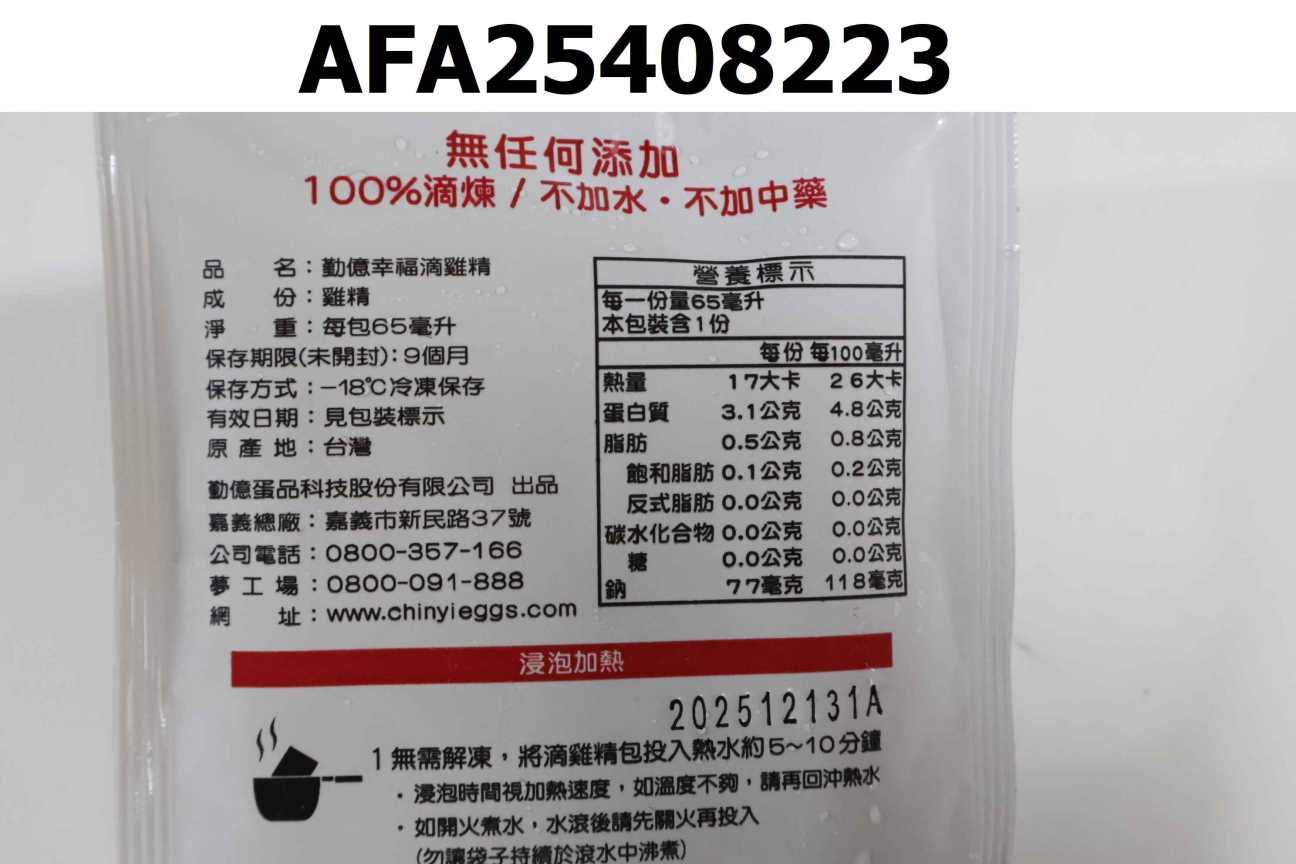 AFA25408223
無任何添加
100%滴煉 / 不加水・不加中藥
品 名：勤億幸福滴雞精
成 份：雞精
淨 重：每包65毫升
保存期限(未開封)：9個月
保存方式：-18℃冷凍保存
有效日期：見包裝標示
原 產 地：台灣
勤億蛋品科技股份有限公司 出品
嘉義總廠：嘉義市新民路37號
公司電話：0800-357-166
夢 工 場：0800-091-888
網 址：www.chinyieggs.com
營養標示
每一份量65毫升
本包裝含1份
每份 每100毫升
熱量 17大卡 26大卡
蛋白質 3.1公克 4.8公克
脂肪 0.5公克 0.8公克
飽和脂肪 0.1公克 0.2公克
反式脂肪 0.0公克 0.0公克
碳水化合物 0.0公克 0.0公克
糖 0.0公克 0.0公克
鈉 77毫克 118毫克
浸泡加熱
202512131A
1 無需解凍，將滴雞精包投入熱水約5~10分鐘
・浸泡時間視加熱速度，如溫度不夠，請再回沖熱水
・如開火煮水，水滾後請先關火再投入
(勿讓袋子持續於滾水中沸煮)